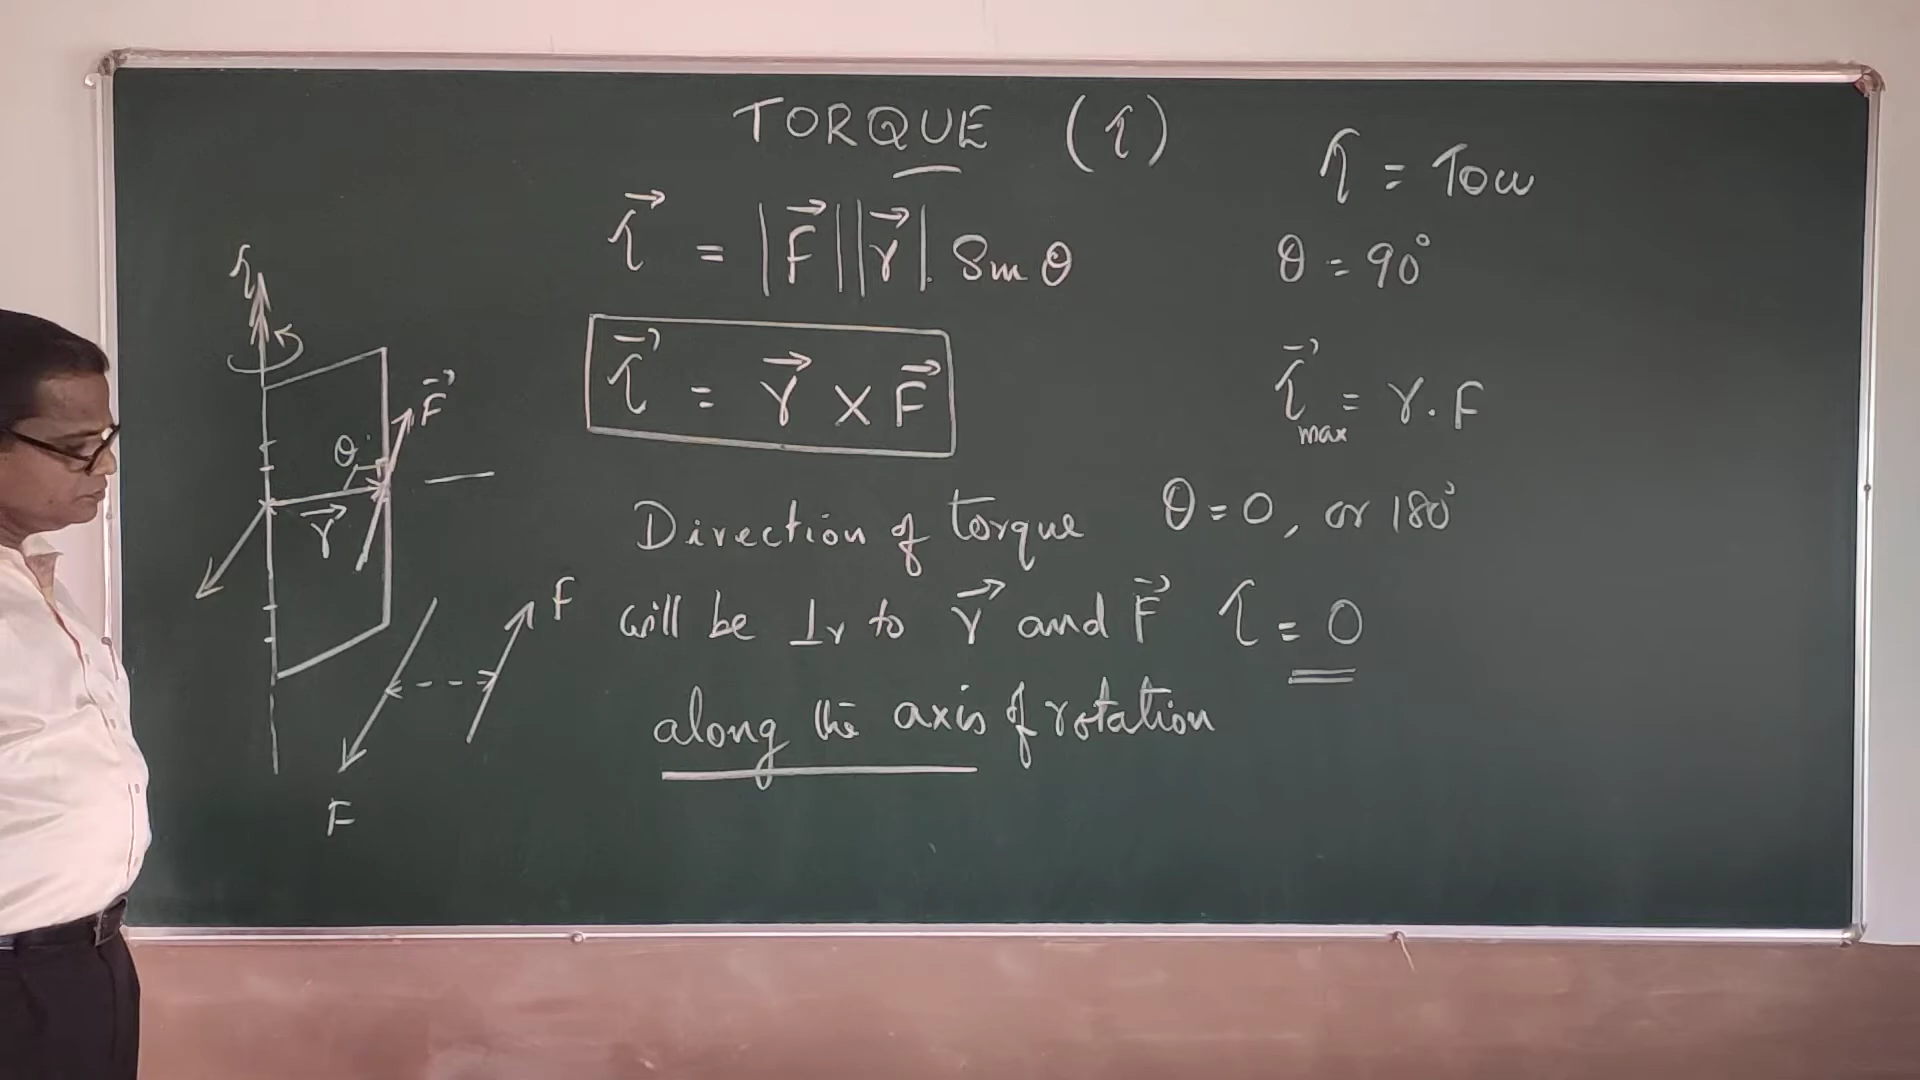 TORQUE (τ)
τ = Tow
τ⃗ = |F⃗||r⃗|. Sin θ
θ = 90°
τ⃗ = r⃗ × F⃗
τ⃗max = r . F
Direction of torque
will be ⊥r to r⃗ and F⃗
along the axis of rotation
θ = 0, or 180°
τ = 0
τ
F⃗
θ
r⃗
F
F